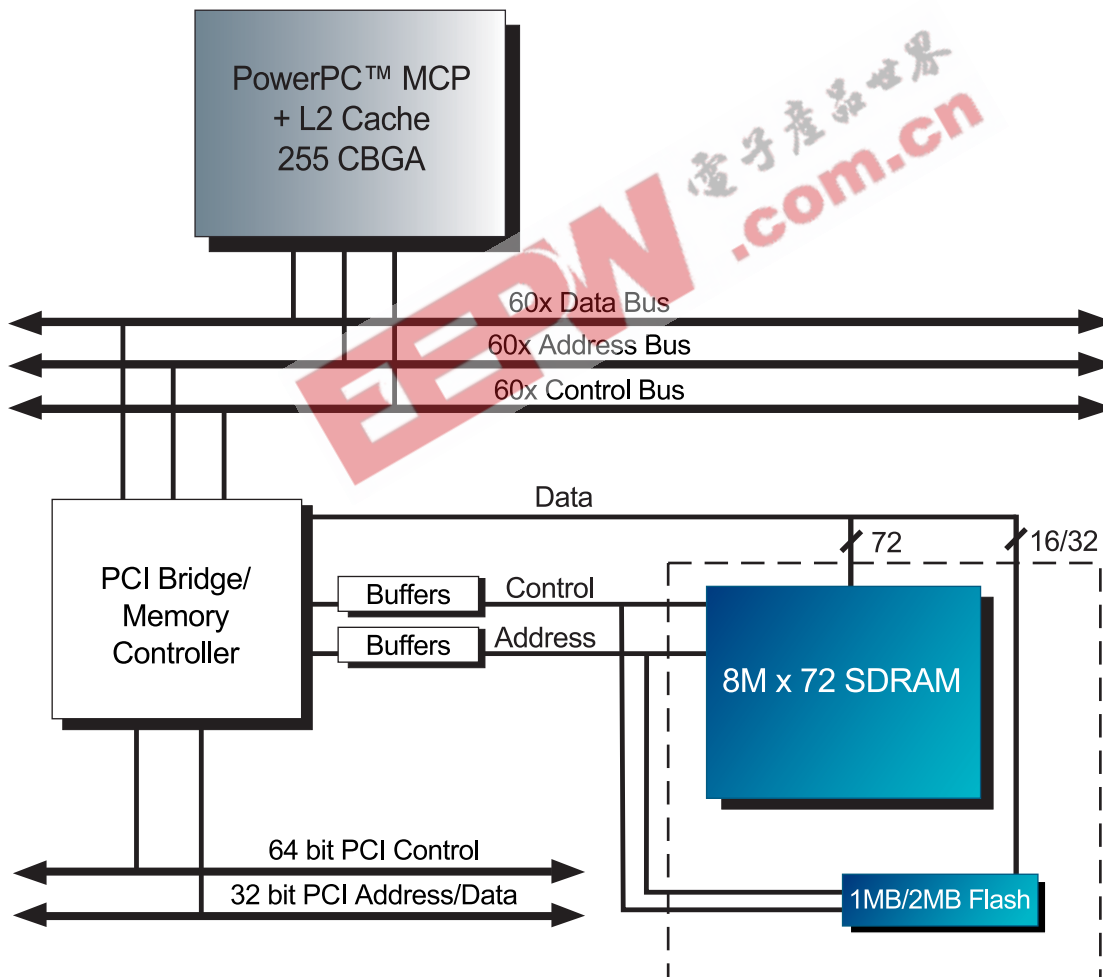 PowerPC™ MCP
+ L2 Cache
255 CBGA
電子產品世界
.com.cn
EEPW
60x Data Bus
60x Address Bus
60x Control Bus
Data
72
16/32
PCI Bridge/
Memory
Controller
Buffers
Control
Buffers
Address
8M x 72 SDRAM
64 bit PCI Control
32 bit PCI Address/Data
1MB/2MB Flash